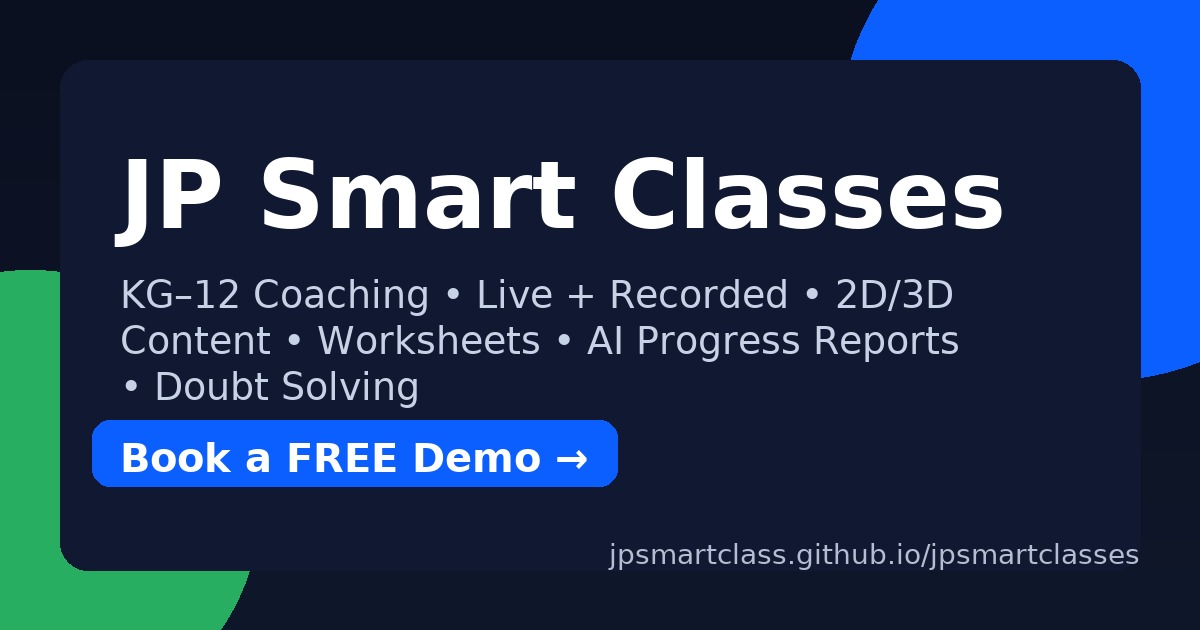 JP Smart Classes
KG–12 Coaching • Live + Recorded • 2D/3D
Content • Worksheets • AI Progress Reports
• Doubt Solving
Book a FREE Demo →
jpsmartclass.github.io/jpsmartclasses